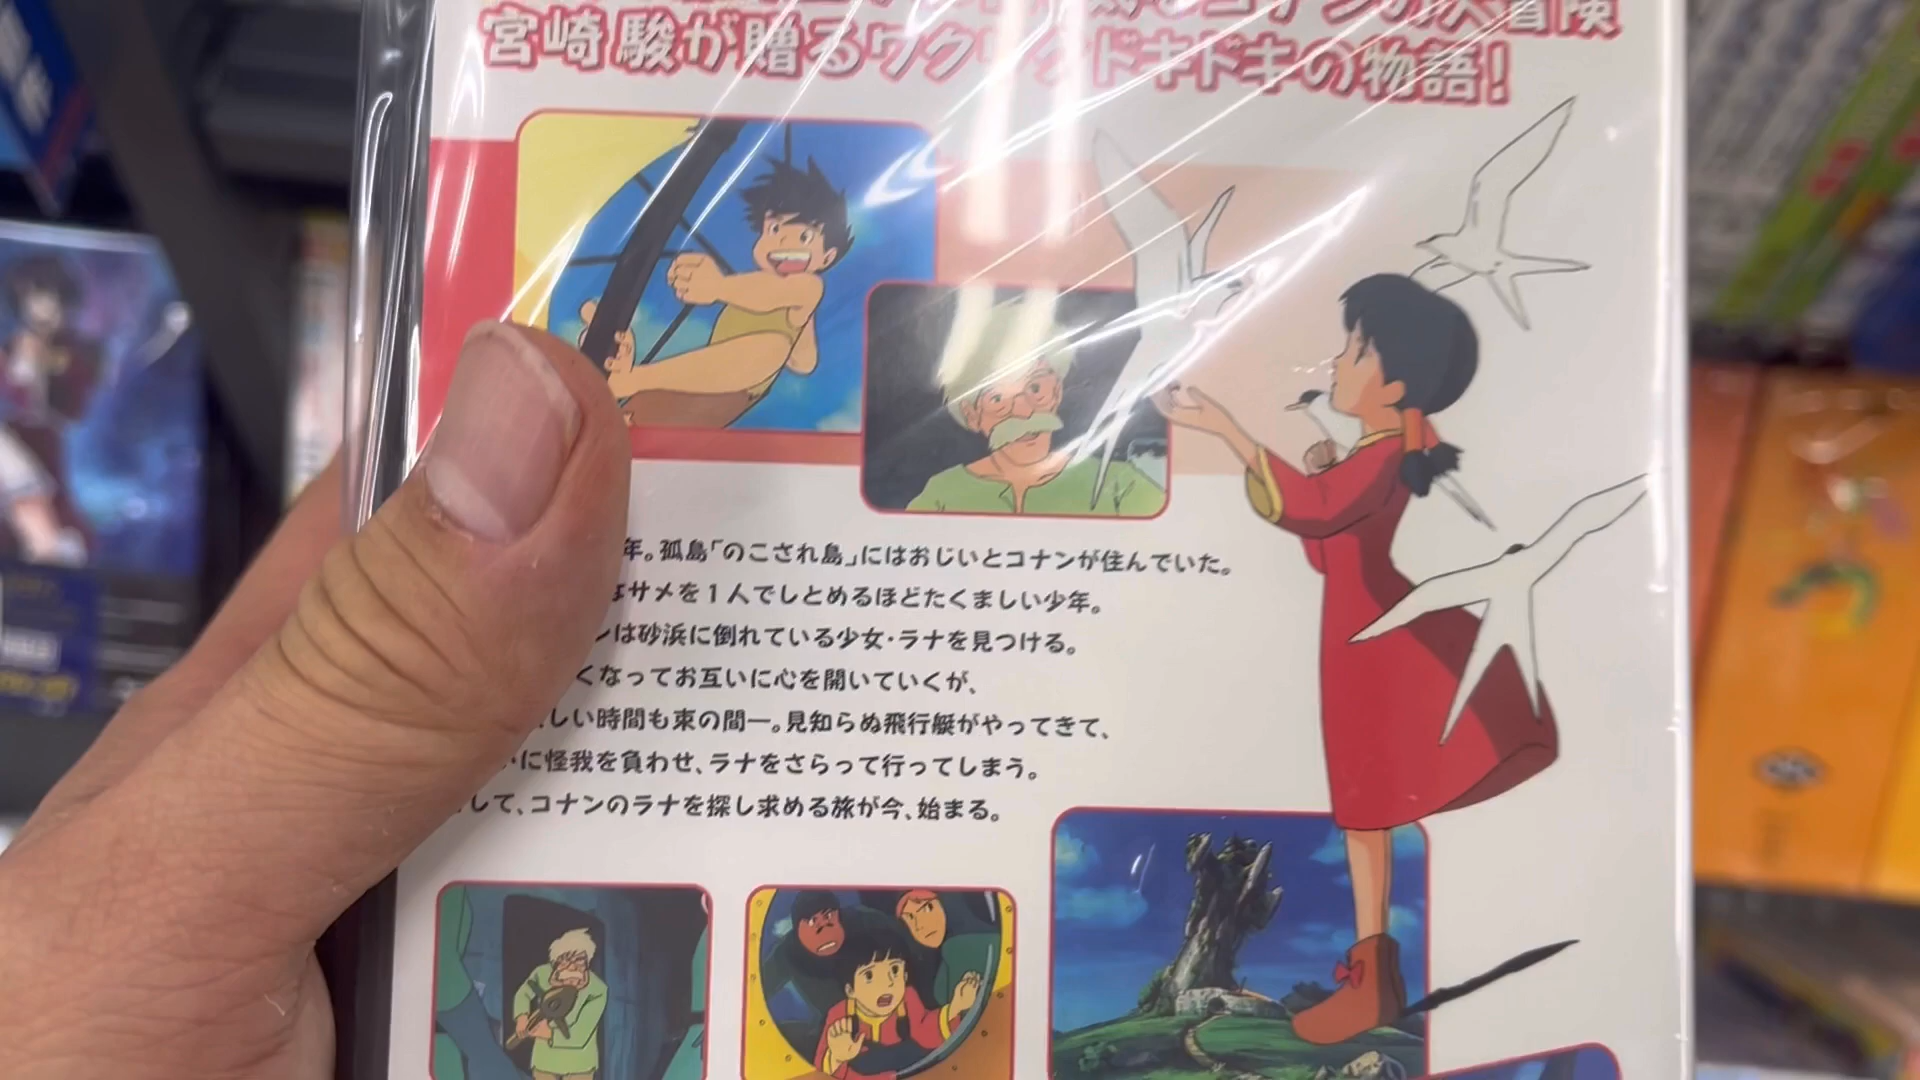 コナンの大冒険
宮崎駿が贈るワクワクドキドキの物語!
年。孤島「のこされ島」にはおじいとコナンが住んでいた。
サメを1人でしとめるほどたくましい少年。
ンは砂浜に倒れている少女・ラナを見つける。
くなってお互いに心を開いていくが、
しい時間も束の間―。見知らぬ飛行艇がやってきて、
に怪我を負わせ、ラナをさらって行ってしまう。
して、コナンのラナを探し求める旅が今、始まる。